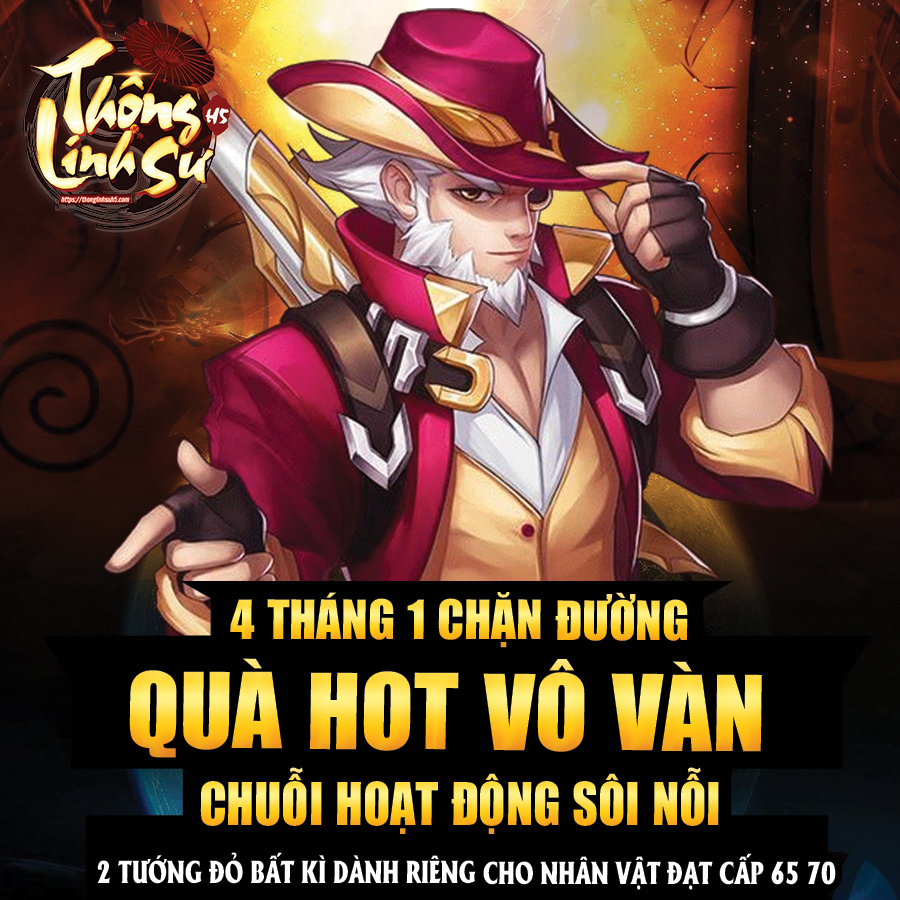 Thông
Linh Sư H5
https://thonglinhsuh5.com
4 THÁNG 1 CHẶN ĐƯỜNG
QUÀ HOT VÔ VÀN
CHUỖI HOẠT ĐỘNG SÔI NỖI
2 TƯỚNG ĐỎ BẤT KÌ DÀNH RIÊNG CHO NHÂN VẬT ĐẠT CẤP 65 70